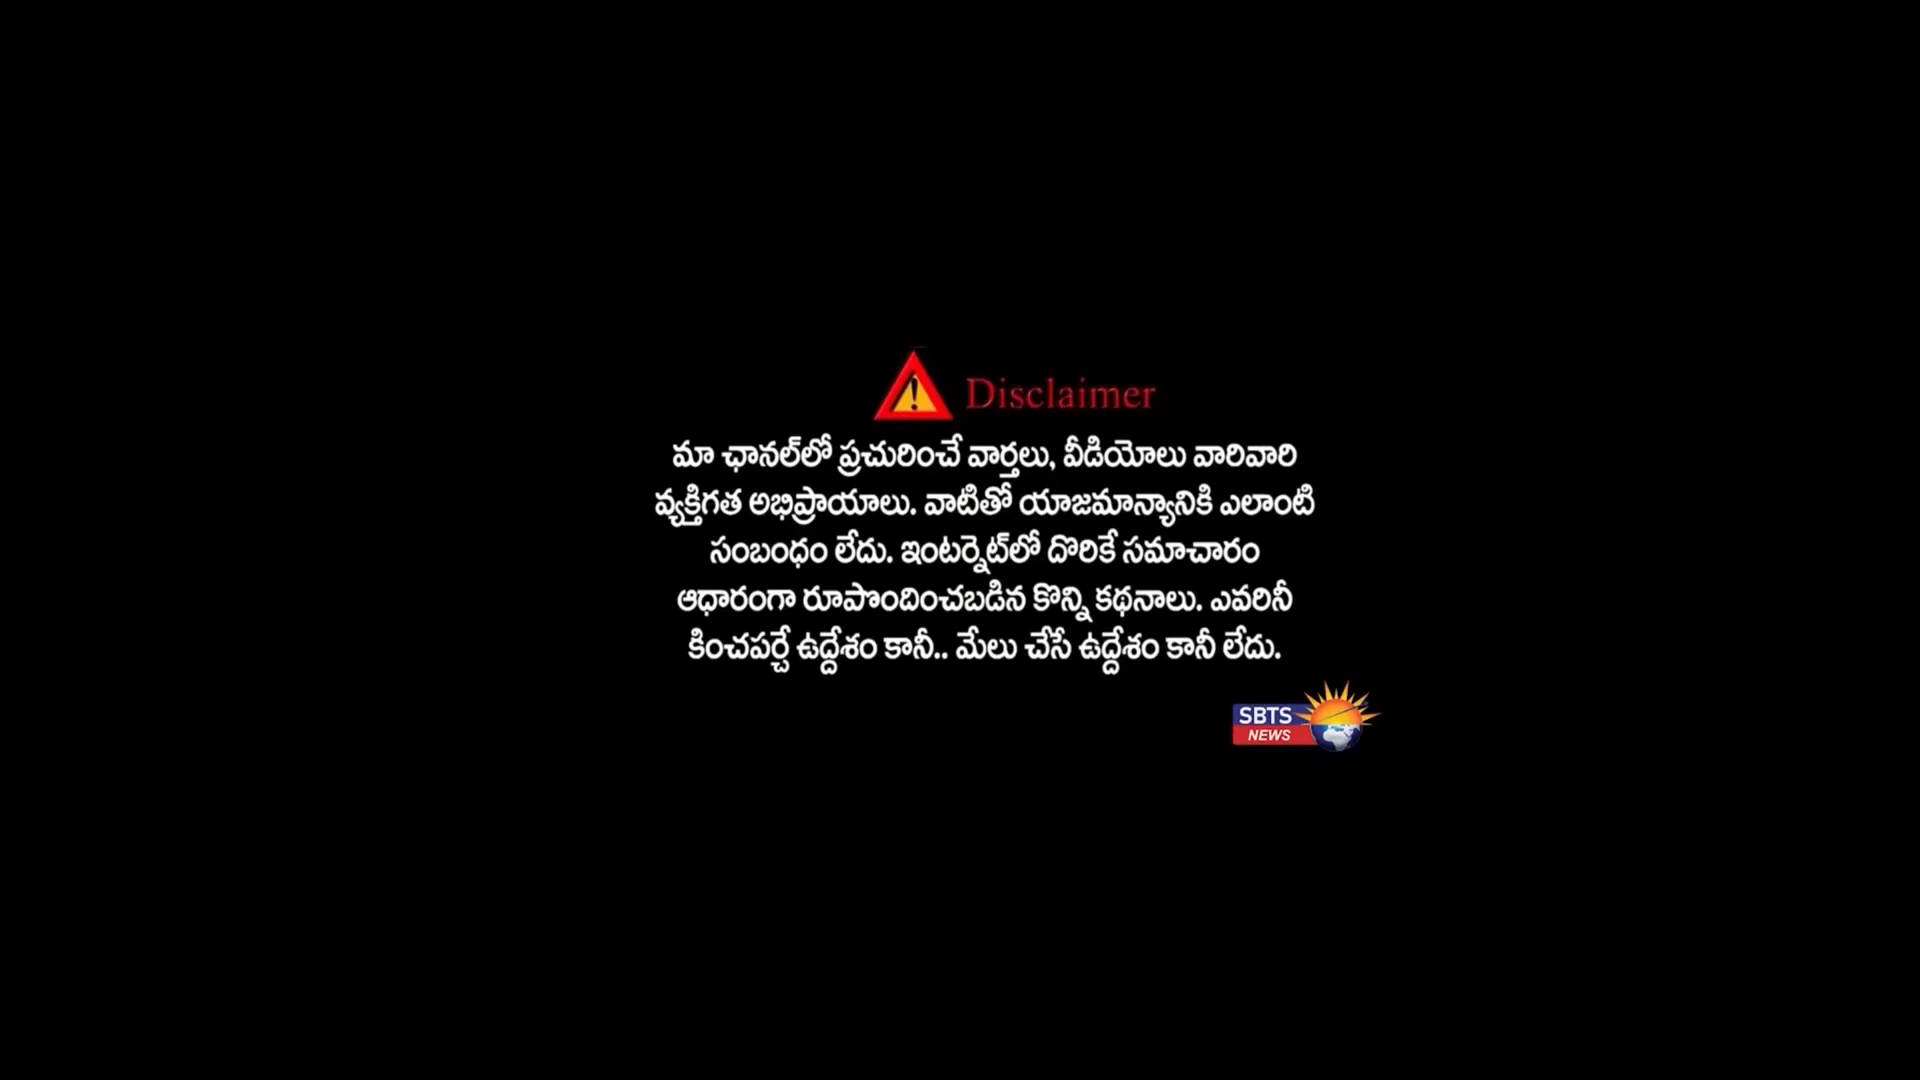 Disclaimer
మా ఛానల్‌లో ప్రచురించే వార్తలు, వీడియోలు వారివారి
వ్యక్తిగత అభిప్రాయాలు. వాటితో యాజమాన్యానికి ఎలాంటి
సంబంధం లేదు. ఇంటర్నెట్‌లో దొరికే సమాచారం
ఆధారంగా రూపొందించబడిన కొన్ని కథనాలు. ఎవరినీ
కించపర్చే ఉద్దేశం కానీ.. మేలు చేసే ఉద్దేశం కానీ లేదు.
SBTS
NEWS